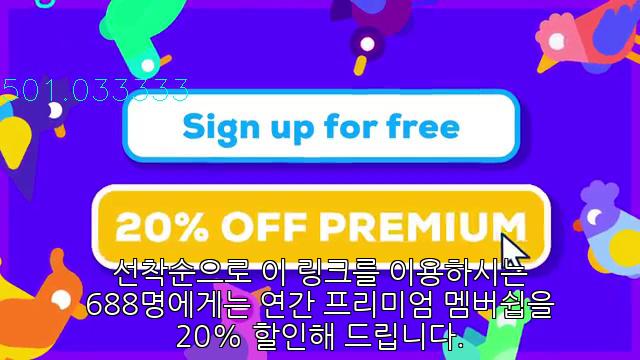 501.033333
Sign up for free
20% OFF PREMIUM
선착순으로 이 링크를 이용하시는
688명에게는 연간 프리미엄 멤버쉽을
20% 할인해 드립니다.